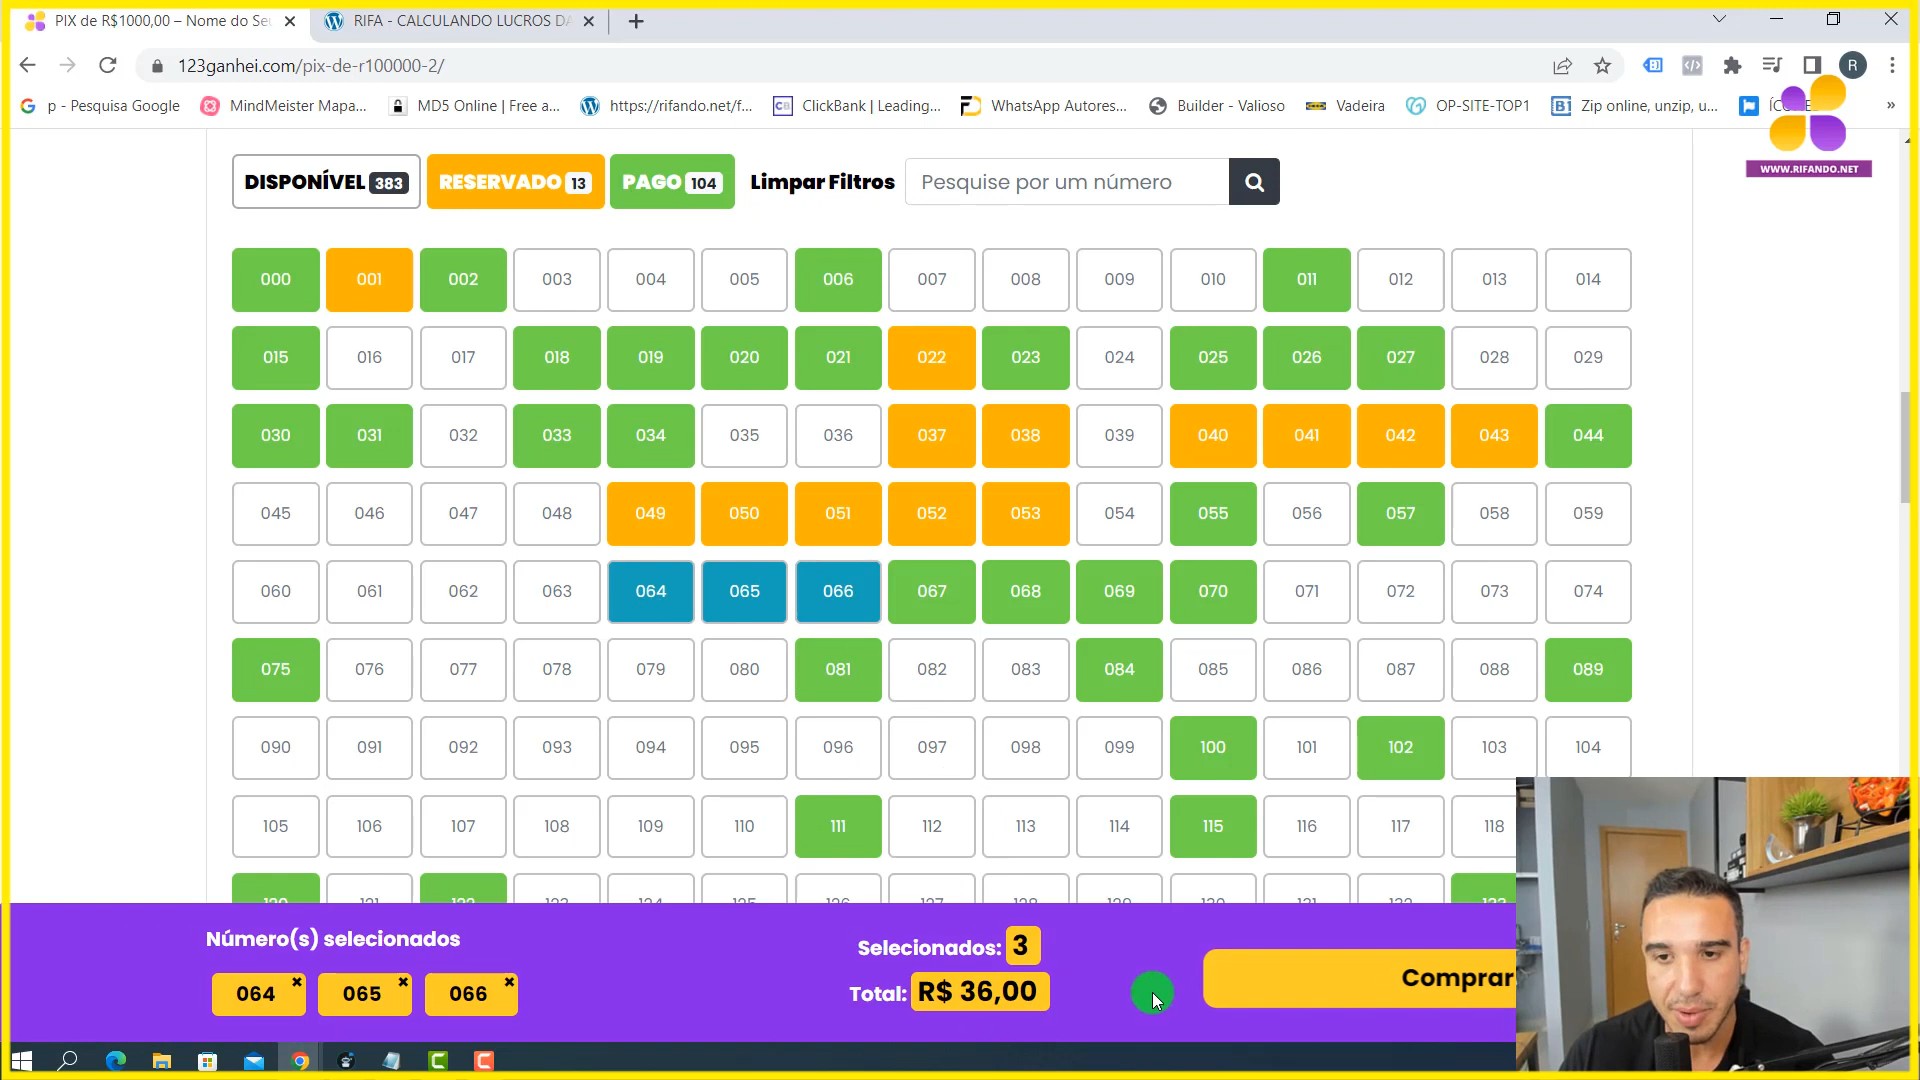 PIX de R$1000,00 – Nome do Se
RIFA - CALCULANDO LUCROS DA
123ganhei.com/pix-de-r100000-2/
R
p - Pesquisa Google
MindMeister Mapa...
MD5 Online | Free a...
https://rifando.net/f...
ClickBank | Leading...
WhatsApp Autores...
Builder - Valioso
Vadeira
OP-SITE-TOP1
Zip online, unzip, u...
»
WWW.RIFANDO.NET
DISPONÍVEL 383 RESERVADO 13 PAGO 104 Limpar Filtros Pesquise por um número
000 001 002 003 004 005 006 007 008 009 010 011 012 013 014
015 016 017 018 019 020 021 022 023 024 025 026 027 028 029
030 031 032 033 034 035 036 037 038 039 040 041 042 043 044
045 046 047 048 049 050 051 052 053 054 055 056 057 058 059
060 061 062 063 064 065 066 067 068 069 070 071 072 073 074
075 076 077 078 079 080 081 082 083 084 085 086 087 088 089
090 091 092 093 094 095 096 097 098 099 100 101 102 103 104
105 106 107 108 109 110 111 112 113 114 115 116 117 118
Número(s) selecionados
064 065 066
Selecionados: 3
Total: R$ 36,00
Comprar